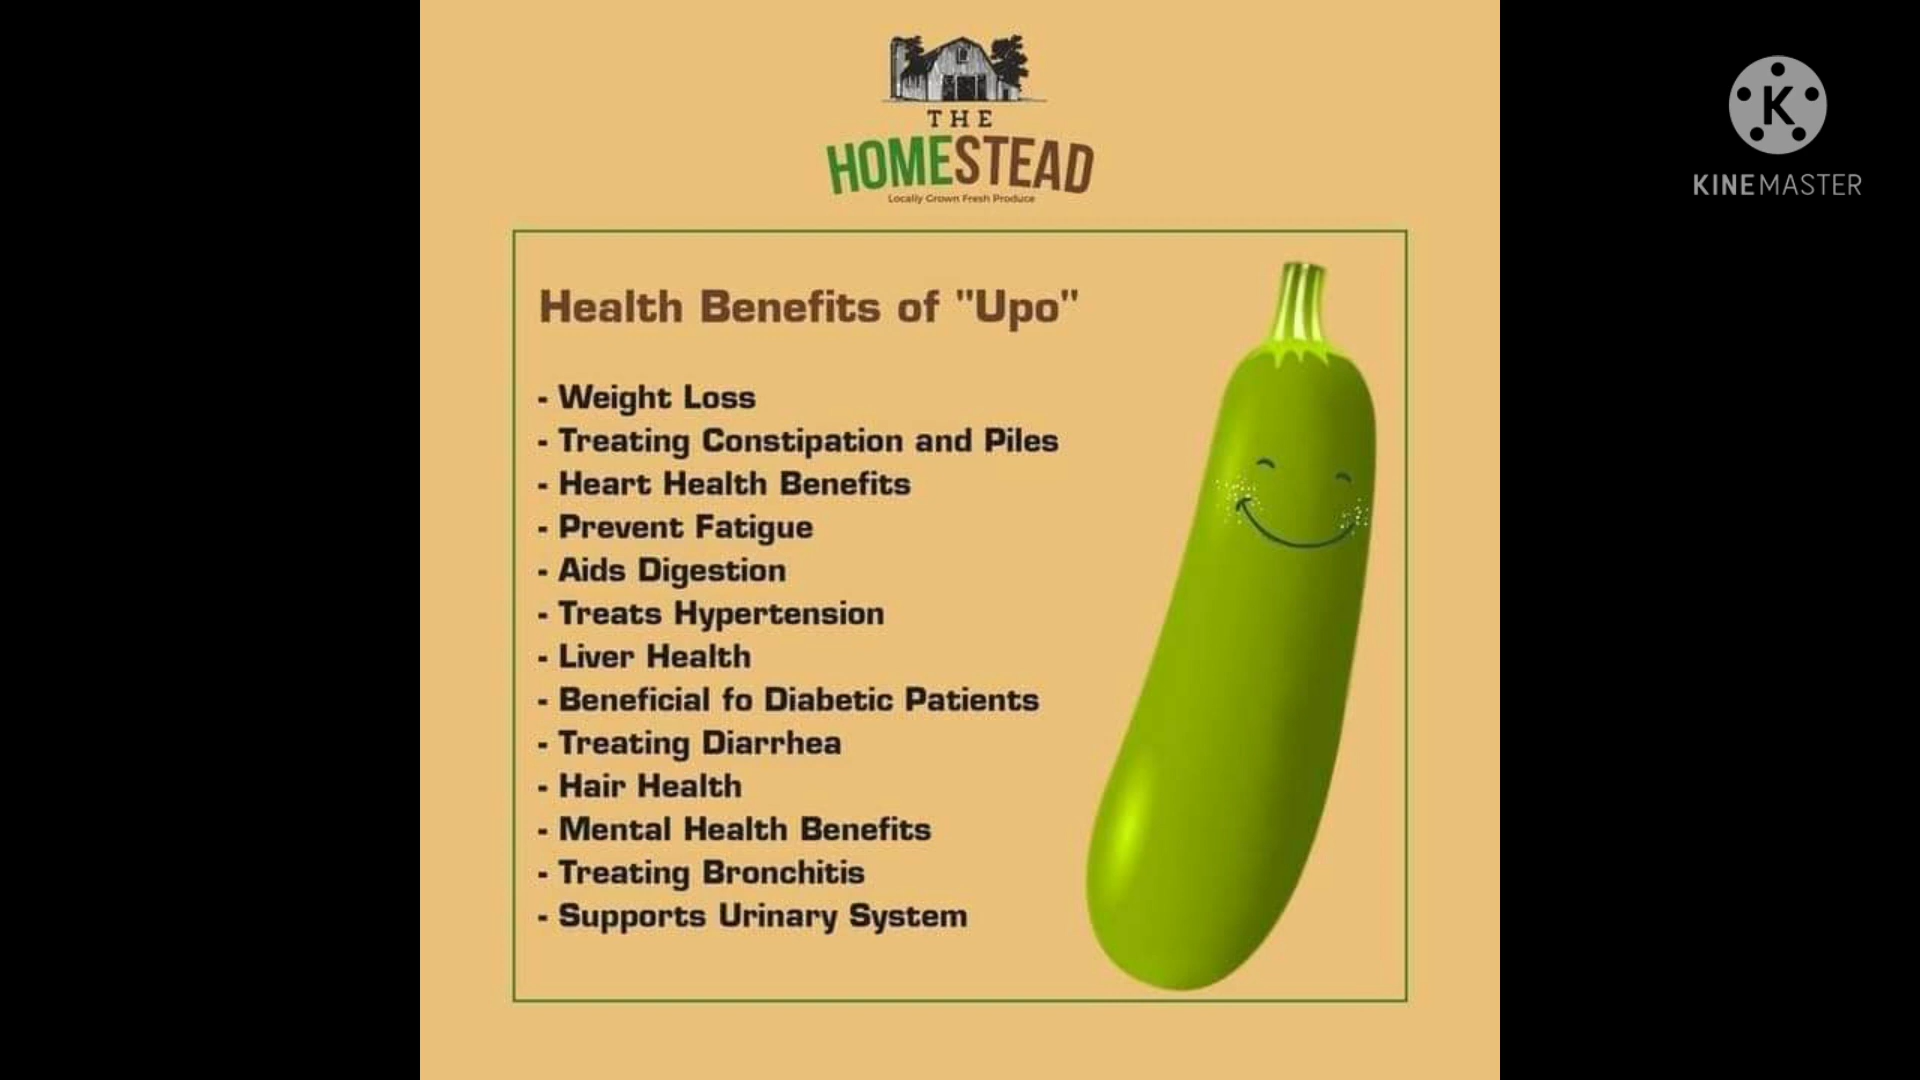 THE
HOMESTEAD
Locally Grown Fresh Produce
K
KINEMASTER
Health Benefits of "Upo"
- Weight Loss
- Treating Constipation and Piles
- Heart Health Benefits
- Prevent Fatigue
- Aids Digestion
- Treats Hypertension
- Liver Health
- Beneficial fo Diabetic Patients
- Treating Diarrhea
- Hair Health
- Mental Health Benefits
- Treating Bronchitis
- Supports Urinary System